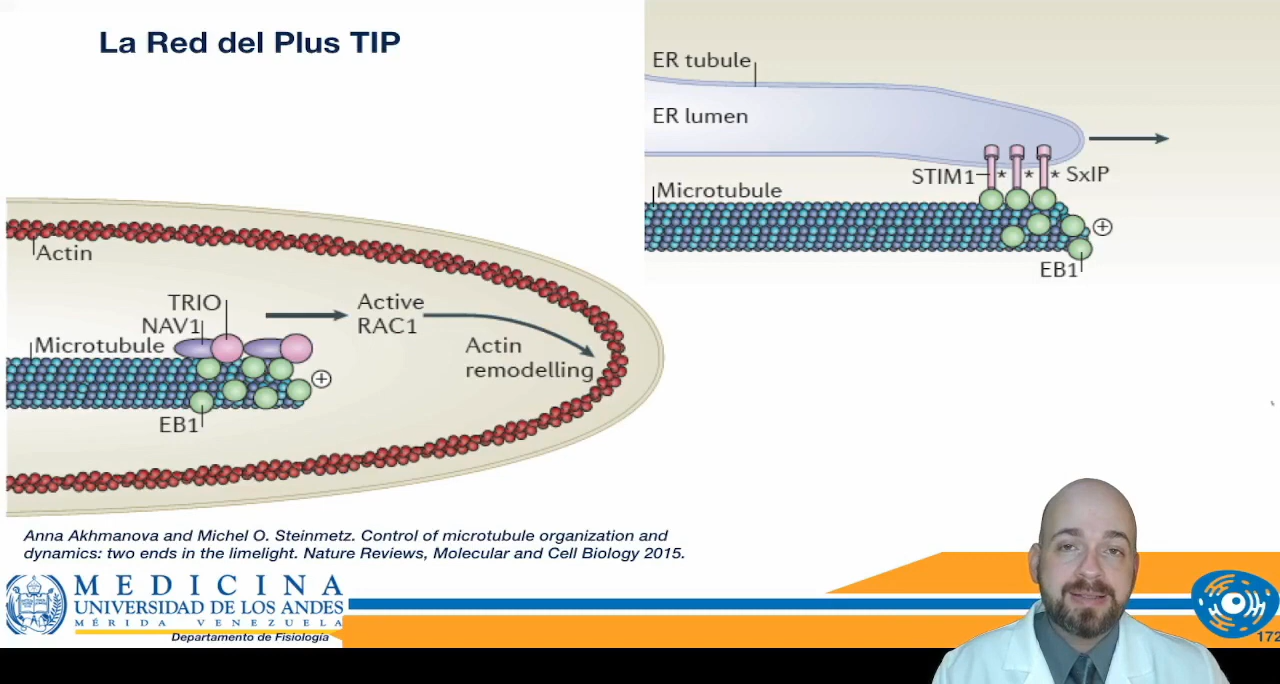 La Red del Plus TIP
Actin
TRIO
NAV1
Microtubule
EB1
Active
RAC1
Actin
remodelling
+
ER tubule
ER lumen
STIM1
* * * SxIP
Microtubule
+
EB1
Anna Akhmanova and Michel O. Steinmetz. Control of microtubule organization and
dynamics: two ends in the limelight. Nature Reviews, Molecular and Cell Biology 2015.
MEDICINA
UNIVERSIDAD DE LOS ANDES
MÉRIDA VENEZUELA
Departamento de Fisiología
172